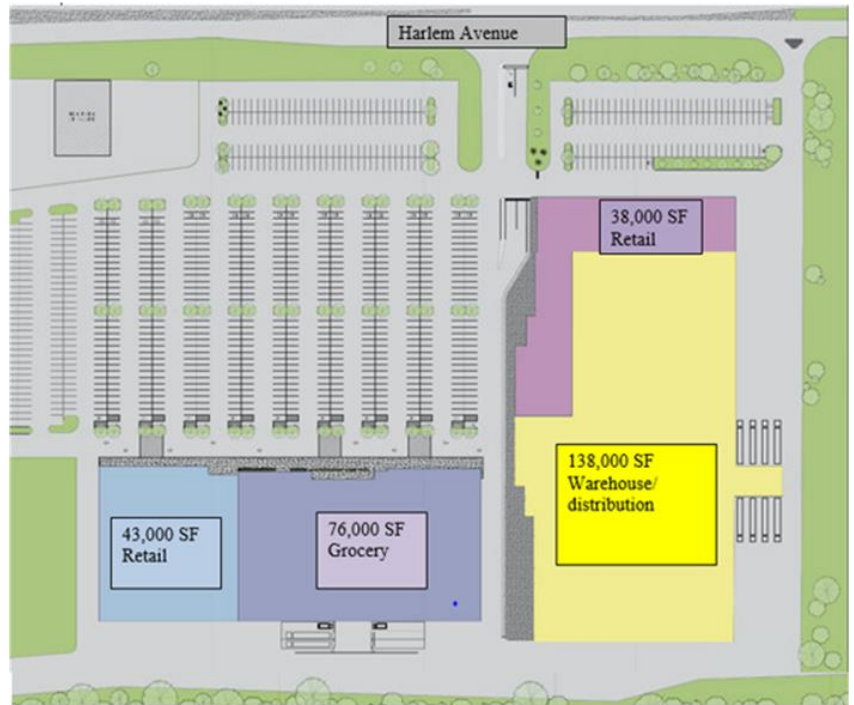 Harlem Avenue
38,000 SF
Retail
138,000 SF
Warehouse/
distribution
43,000 SF
Retail
76,000 SF
Grocery